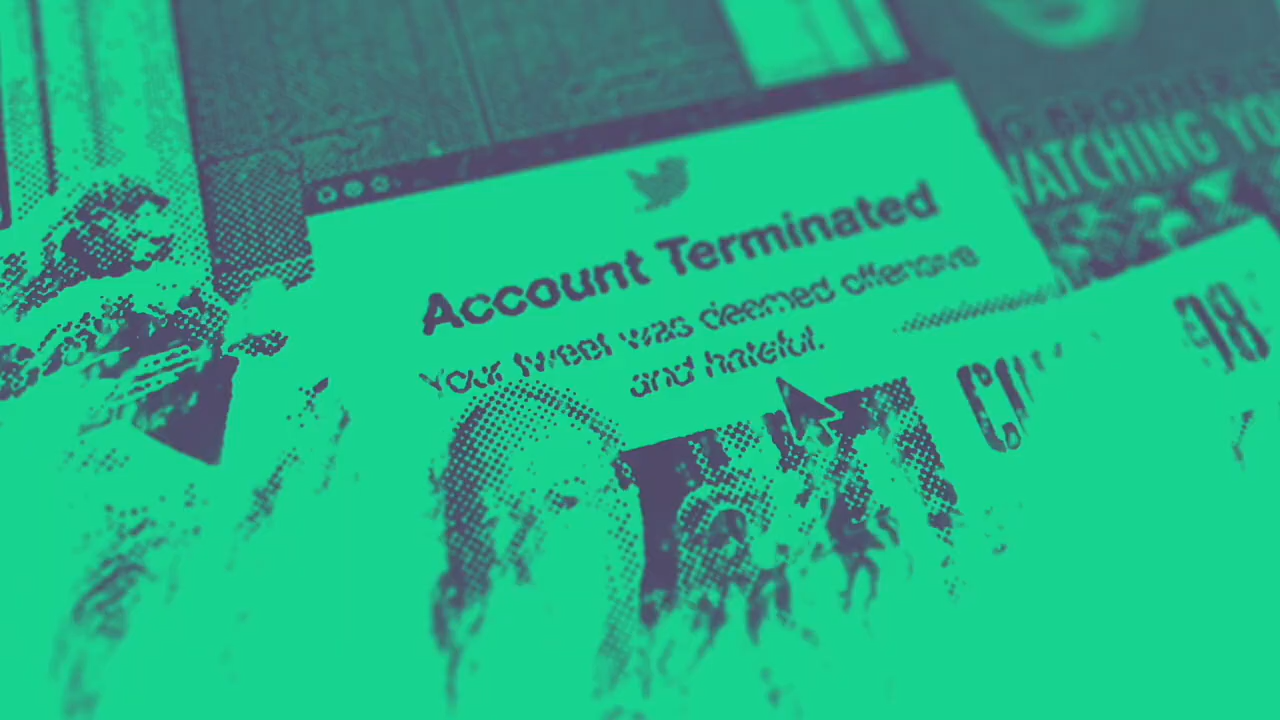 WATCHING YO
Account Terminated
Your tweet was deemed offensive
and hateful.